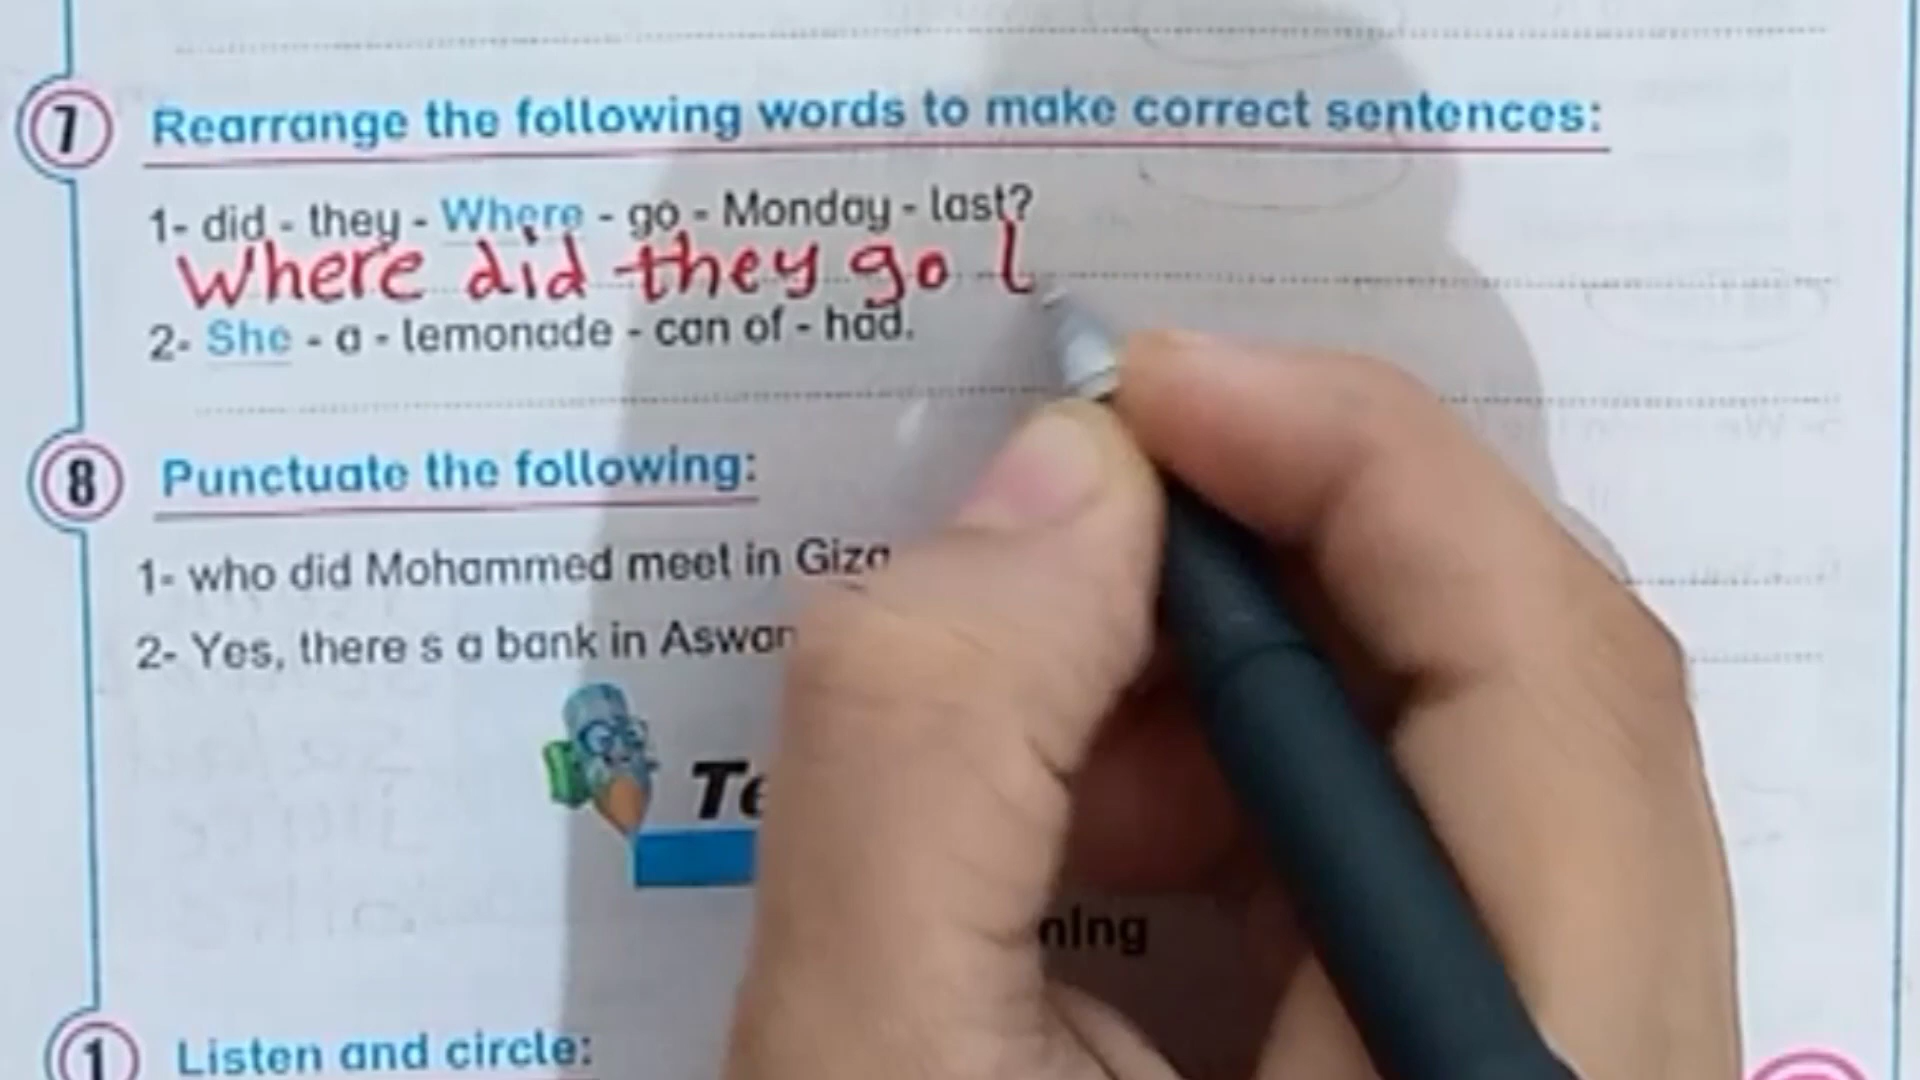 7 Rearrange the following words to make correct sentences:
1- did - they - Where - go - Monday - last?
Where did they go l
2- She - a - lemonade - can of - had.
8 Punctuate the following:
1- who did Mohammed meet in Giza
2- Yes, there s a bank in Aswan
Te
ning
1 Listen and circle: